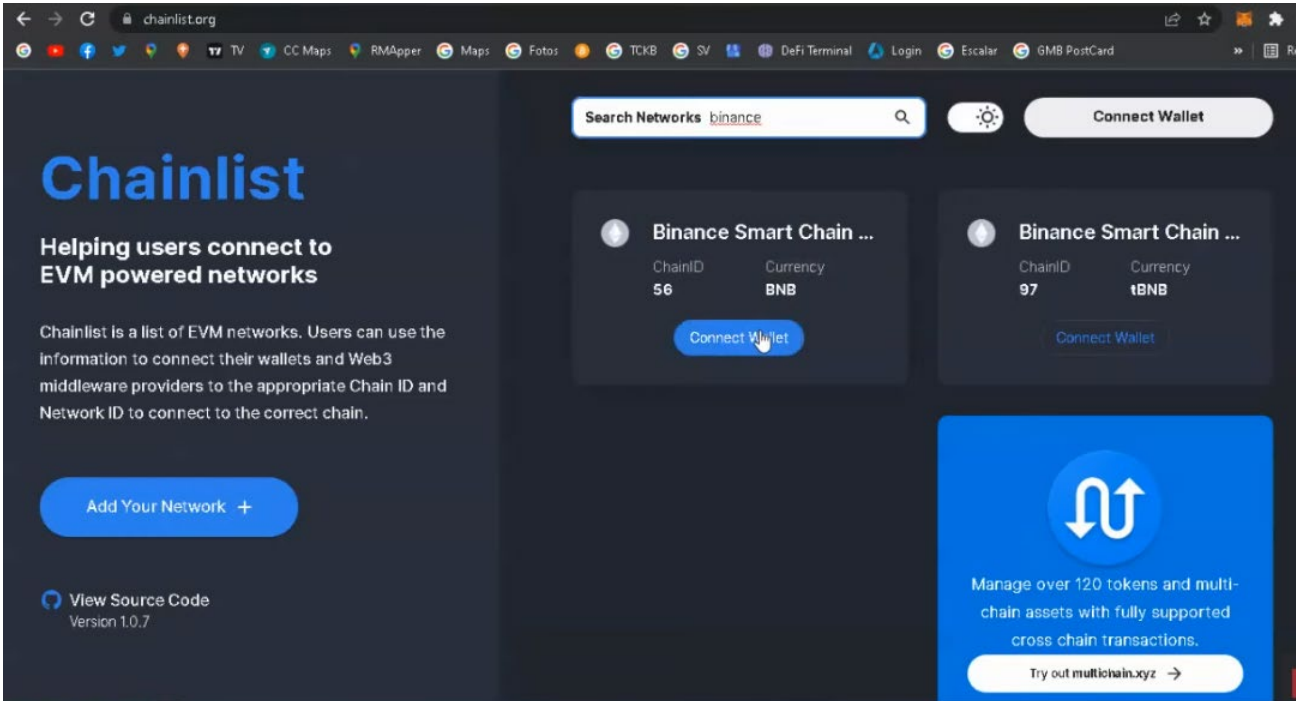 chainlist.org
TV CC Maps RMApper Maps Fotos TCKB SV DeFi Terminal Login Escalar GMB PostCard »
Search Networks binance
Connect Wallet
Chainlist
Helping users connect to
EVM powered networks
Chainlist is a list of EVM networks. Users can use the
information to connect their wallets and Web3
middleware providers to the appropriate Chain ID and
Network ID to connect to the correct chain.
Add Your Network +
View Source Code
Version 1.0.7
Binance Smart Chain ...
ChainID Currency
56 BNB
Connect Wallet
Binance Smart Chain ...
ChainID Currency
97 tBNB
Connect Wallet
Manage over 120 tokens and multi-
chain assets with fully supported
cross chain transactions.
Try out multichain.xyz →